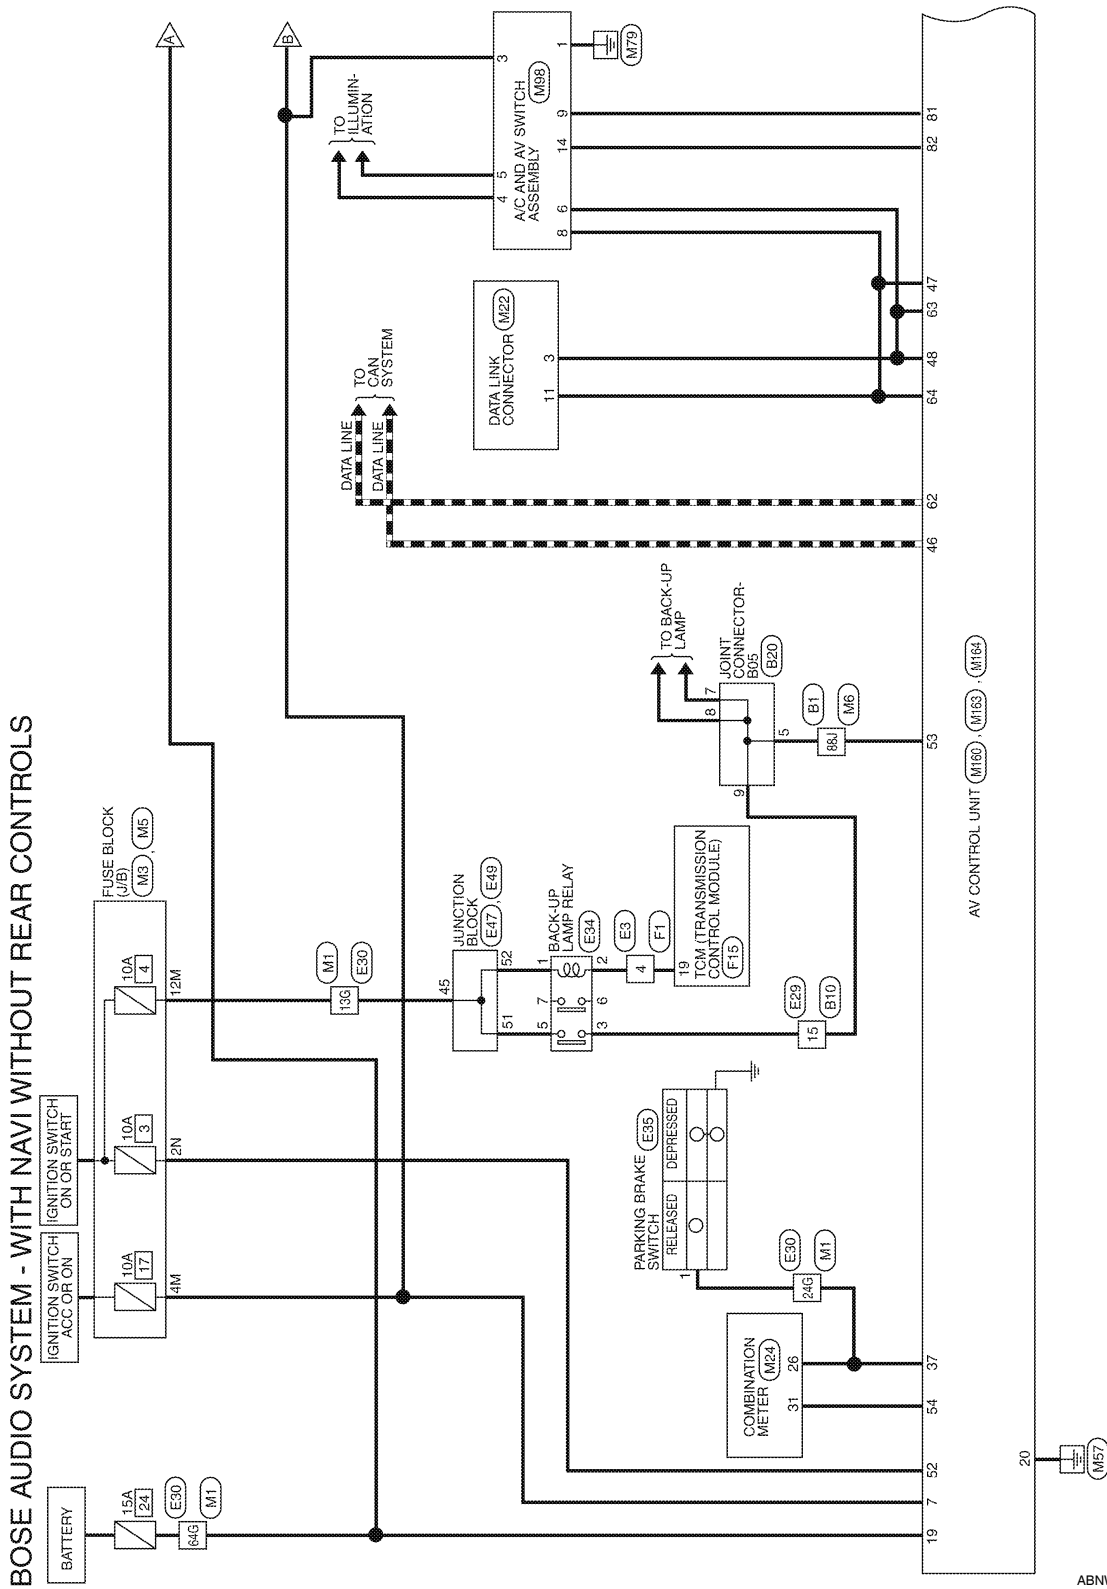 BOSE AUDIO SYSTEM - WITH NAVI WITHOUT REAR CONTROLS
BATTERY
15A
24
E30
64G
M1
19
IGNITION SWITCH
ACC OR ON
IGNITION SWITCH
ON OR START
10A
17
4M
10A
3
2N
10A
4
12M
FUSE BLOCK
(J/B)
M3 , M5
A
B
M1
13G
E30
45
JUNCTION
BLOCK
E47 , E49
51
52
5
7
1
BACK-UP
LAMP RELAY
E34
3
6
2
E3
4
F1
19
TCM (TRANSMISSION
CONTROL MODULE)
F15
E29
15
B10
TO BACK-UP
LAMP
8
7
JOINT
CONNECTOR-
B05
B20
9
5
B1
88J
M6
53
PARKING BRAKE
SWITCH
E35
RELEASED
DEPRESSED
1
E30
24G
M1
COMBINATION
METER
M24
31
26
7
52
54
37
DATA LINE
DATA LINE
TO
CAN
SYSTEM
46
62
DATA LINK
CONNECTOR
M22
11
3
64
48
63
47
TO
ILLUMIN-
ATION
4
5
3
A/C AND AV SWITCH
ASSEMBLY
M98
8
6
14
9
1
M79
82
81
AV CONTROL UNIT M160 , M163 , M164
20
M57